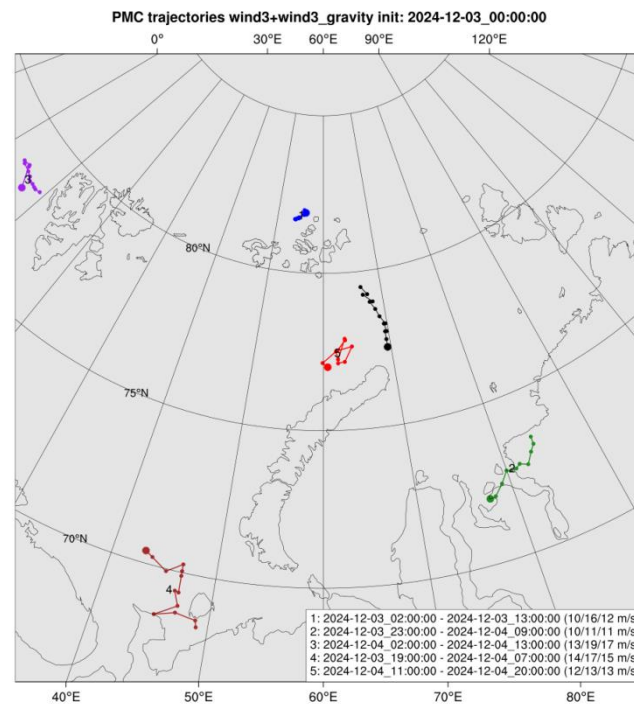 PMC trajectories wind3+wind3_gravity init: 2024-12-03_00:00:00
0°E 30°E 60°E 90°E 120°E
3
80°N
5
75°N
2
70°N
4
1: 2024-12-03_02:00:00 - 2024-12-03_13:00:00 (10/16/12 m/s
2: 2024-12-03_23:00:00 - 2024-12-04_09:00:00 (10/11/11 m/s
3: 2024-12-04_02:00:00 - 2024-12-04_13:00:00 (13/19/17 m/s
4: 2024-12-03_19:00:00 - 2024-12-04_07:00:00 (14/17/15 m/s
5: 2024-12-04_11:00:00 - 2024-12-04_20:00:00 (12/13/13 m/s
40°E 50°E 60°E 70°E 80°E